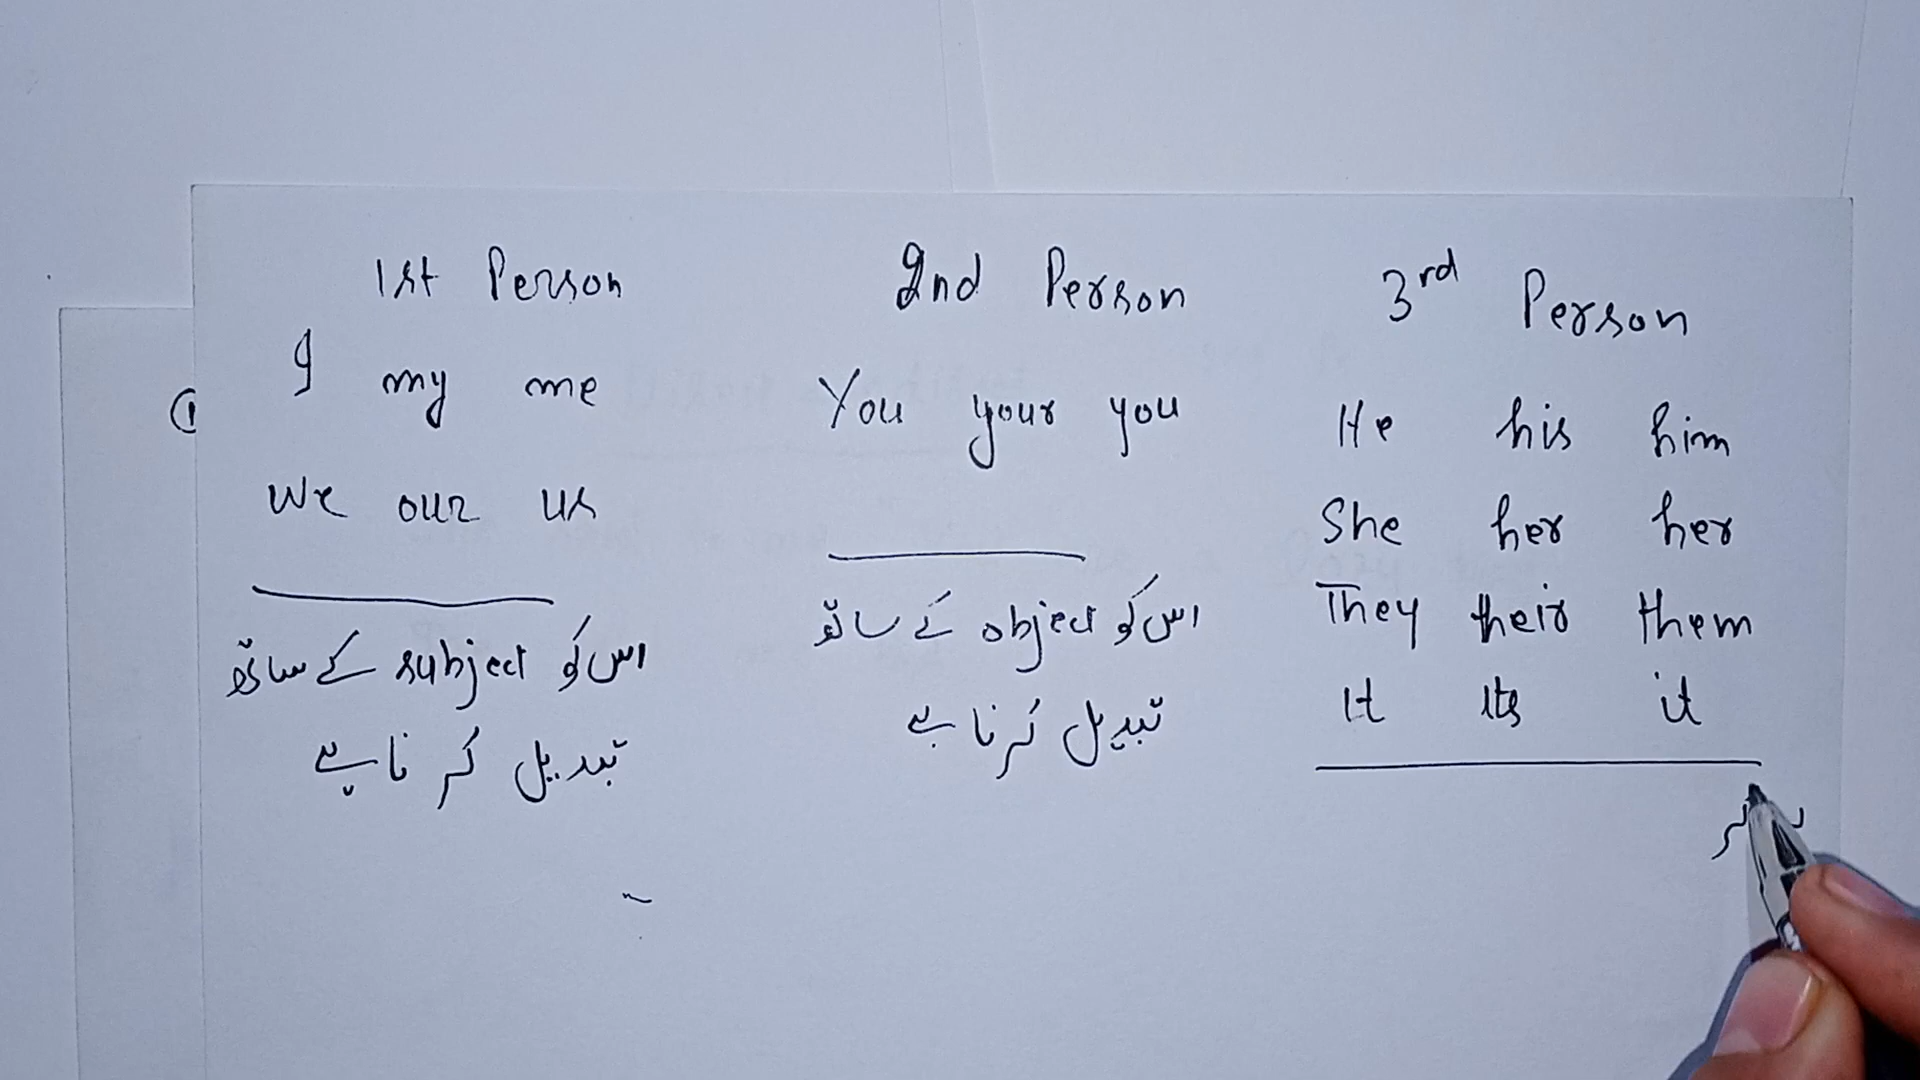 1st Person
I my me
We our us
اس کو subject کے ساتھ
تبدیل کرنا ہے
2nd Person
You your you
اس کو object کے ساتھ
تبدیل کرنا ہے
3rd Person
He his him
She her her
They their them
It Its it
①